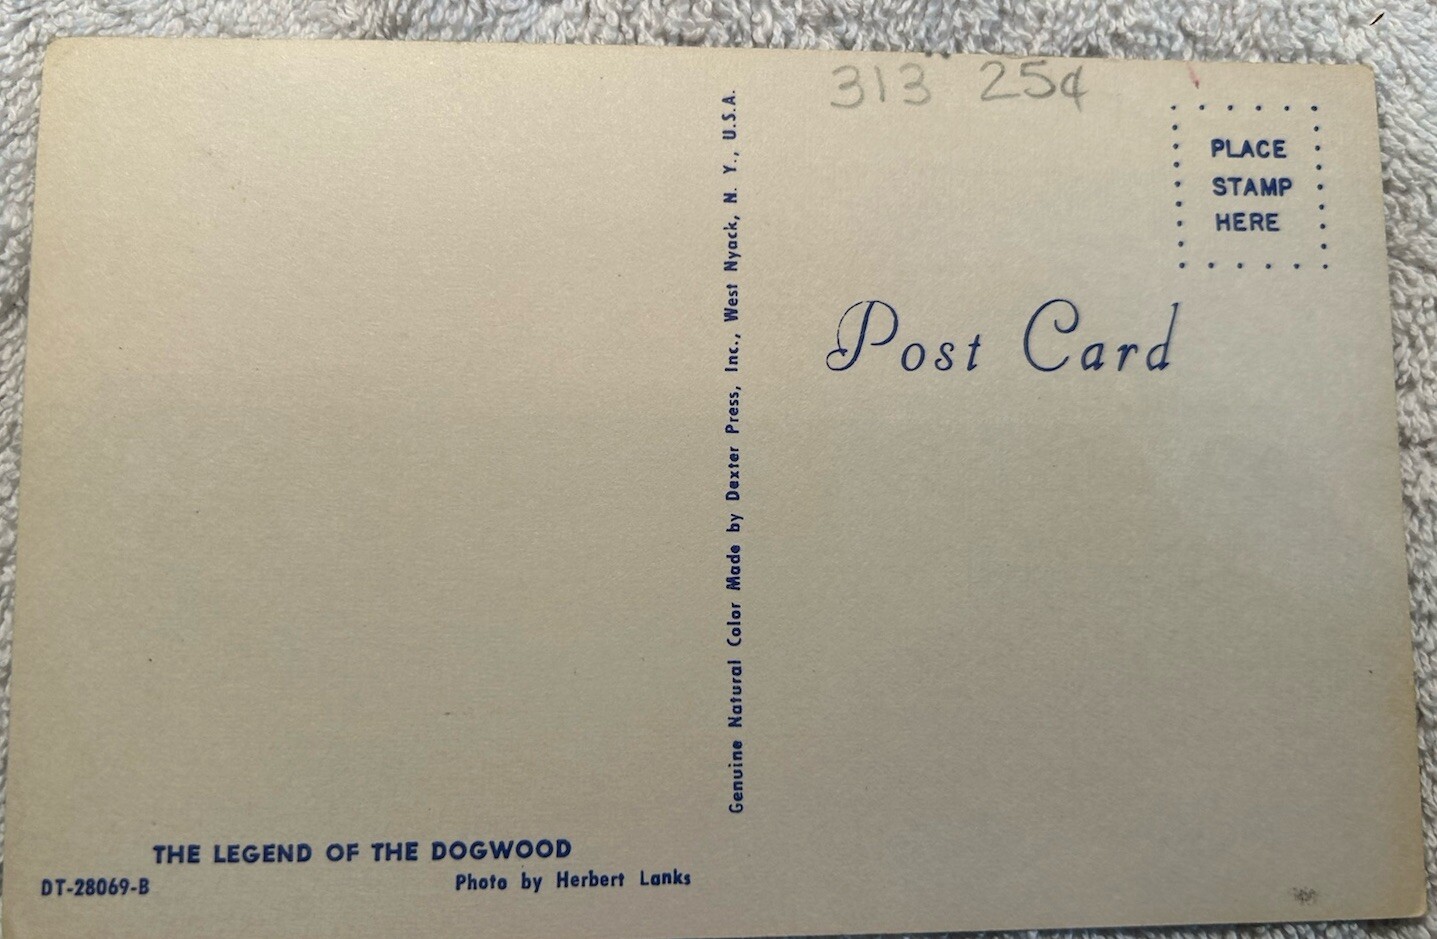 313 25¢
PLACE
STAMP
HERE
Post Card
Genuine Natural Color Made by Dexter Press, Inc., West Nyack, N. Y., U.S.A.
THE LEGEND OF THE DOGWOOD
DT-28069-B
Photo by Herbert Lanks